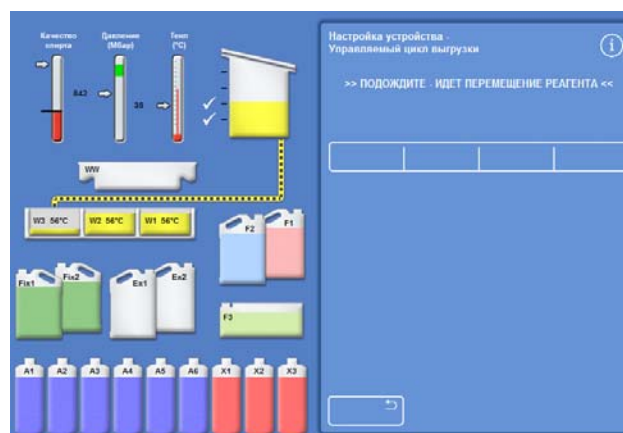 Качество спирта
Давление (Мбар)
Темп (°C)
842
38
WW
W3 56°C
W2 56°C
W1 56°C
F2
F1
Fix1
Fix2
Ex1
Ex2
F3
A1
A2
A3
A4
A5
A6
X1
X2
X3
Настройка устройства -
Управляемый цикл выгрузки
i
>> ПОДОЖДИТЕ - ИДЕТ ПЕРЕМЕЩЕНИЕ РЕАГЕНТА <<